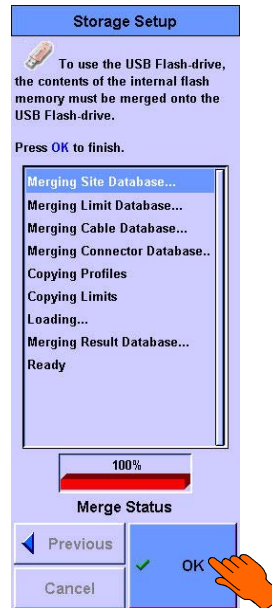 Storage Setup
To use the USB Flash-drive,
the contents of the internal flash
memory must be merged onto the
USB Flash-drive.
Press OK to finish.
Merging Site Database...
Merging Limit Database...
Merging Cable Database...
Merging Connector Database..
Copying Profiles
Copying Limits
Loading...
Merging Result Database...
Ready
100%
Merge Status
Previous
OK
Cancel